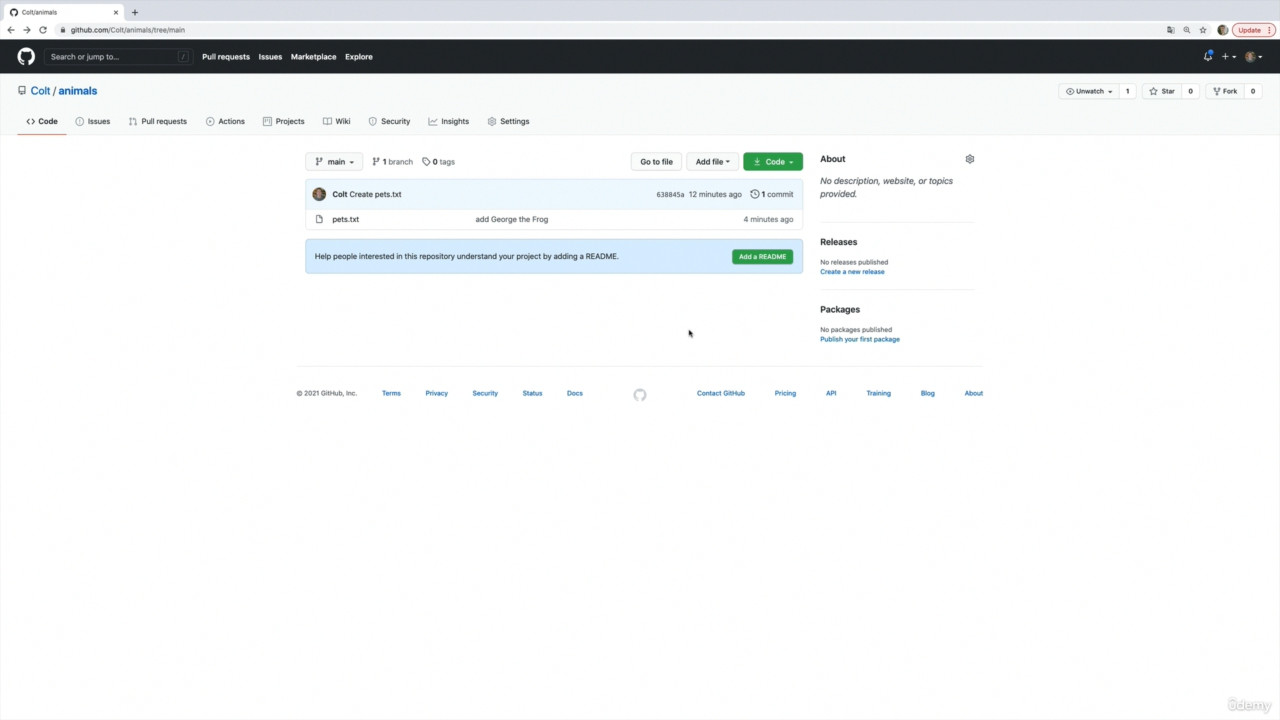 Colt/animals
github.com/Colt/animals/tree/main
Update
Search or jump to...
/
Pull requests
Issues
Marketplace
Explore
Colt / animals
Unwatch 1
Star 0
Fork 0
Code
Issues
Pull requests
Actions
Projects
Wiki
Security
Insights
Settings
main
1 branch
0 tags
Go to file
Add file
Code
Colt Create pets.txt
638845a 12 minutes ago
1 commit
pets.txt
add George the Frog
4 minutes ago
Help people interested in this repository understand your project by adding a README.
Add a README
About
No description, website, or topics
provided.
Releases
No releases published
Create a new release
Packages
No packages published
Publish your first package
© 2021 GitHub, Inc.
Terms
Privacy
Security
Status
Docs
Contact GitHub
Pricing
API
Training
Blog
About
ûdemy